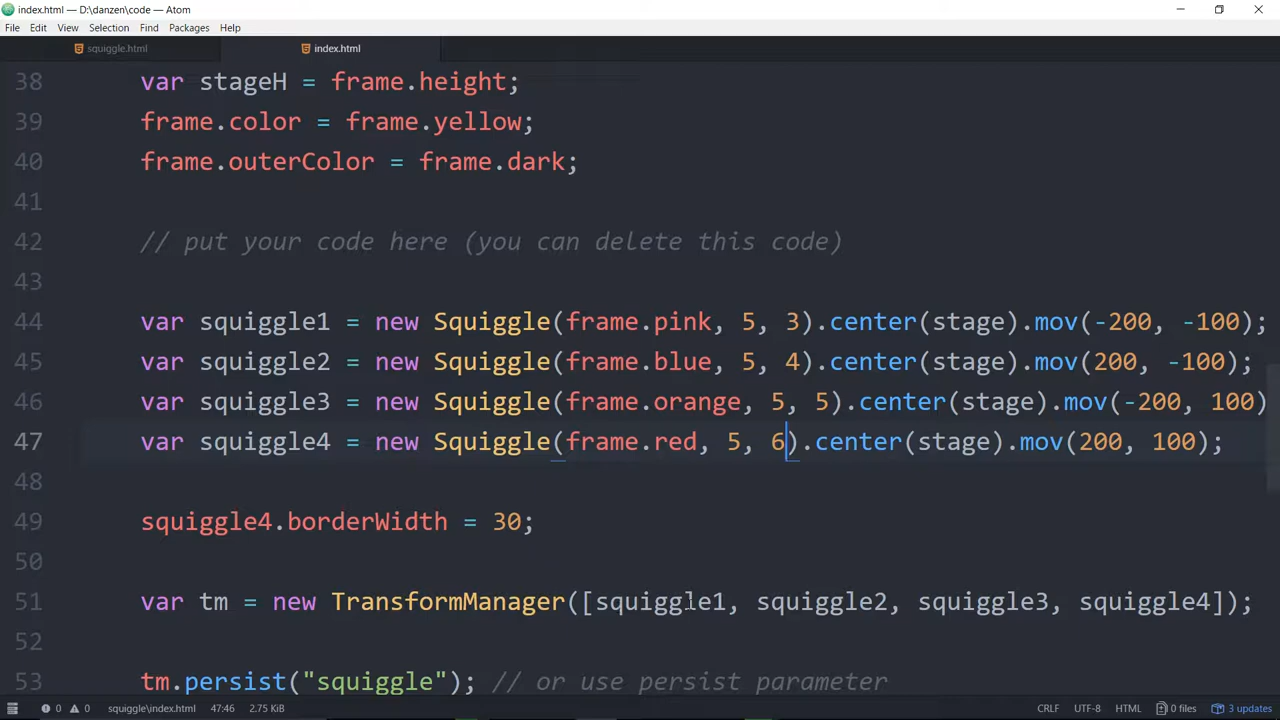 index.html — D:\danzen\code — Atom
File Edit View Selection Find Packages Help
squiggle.html index.html
38 var stageH = frame.height;
39 frame.color = frame.yellow;
40 frame.outerColor = frame.dark;
41
42 // put your code here (you can delete this code)
43
44 var squiggle1 = new Squiggle(frame.pink, 5, 3).center(stage).mov(-200, -100);
45 var squiggle2 = new Squiggle(frame.blue, 5, 4).center(stage).mov(200, -100);
46 var squiggle3 = new Squiggle(frame.orange, 5, 5).center(stage).mov(-200, 100)
47 var squiggle4 = new Squiggle(frame.red, 5, 6).center(stage).mov(200, 100);
48
49 squiggle4.borderWidth = 30;
50
51 var tm = new TransformManager([squiggle1, squiggle2, squiggle3, squiggle4]);
52
53 tm.persist("squiggle"); // or use persist parameter
0 0 squiggle\index.html 47:46 2.75 KiB CRLF UTF-8 HTML 0 files 3 updates